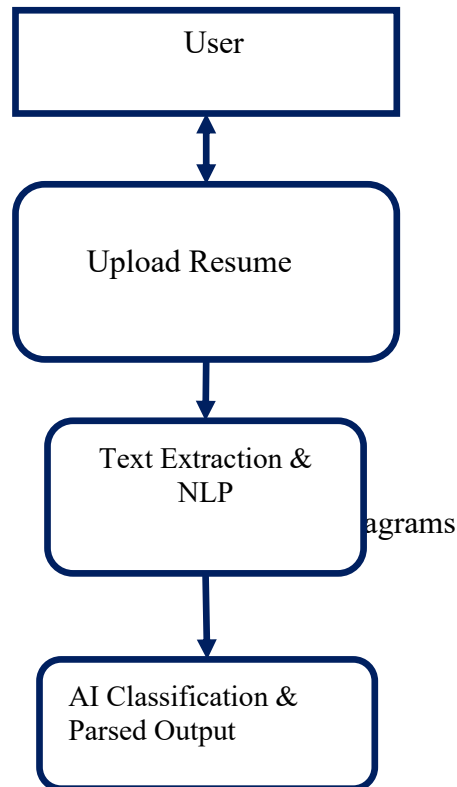 User
Upload Resume
Text Extraction &
NLP
agrams
AI Classification &
Parsed Output